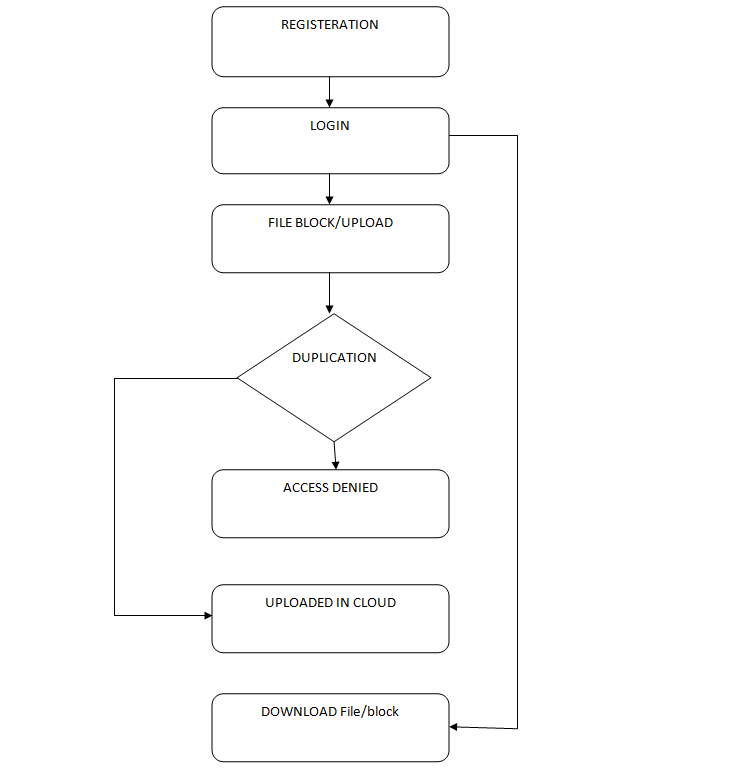 REGISTERATION
LOGIN
FILE BLOCK/UPLOAD
DUPLICATION
ACCESS DENIED
UPLOADED IN CLOUD
DOWNLOAD File/block